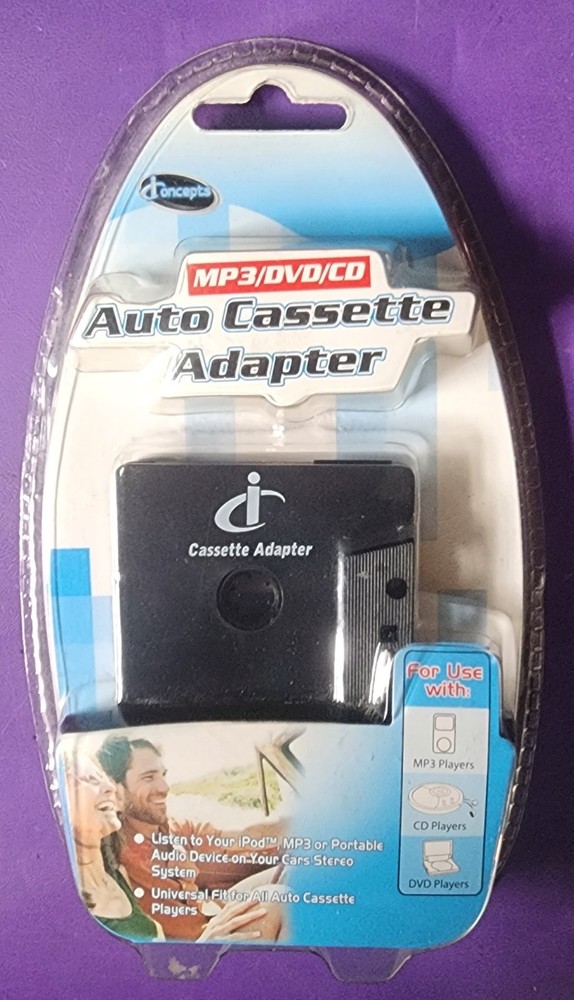 iConcepts
MP3/DVD/CD
Auto Cassette
Adapter
Cassette Adapter
For Use
with:
MP3 Players
CD Players
DVD Players
Listen to Your iPod™, MP3 or Portable
Audio Device on Your Cars Stereo
System
Universal Fit for All Auto Cassette
Players